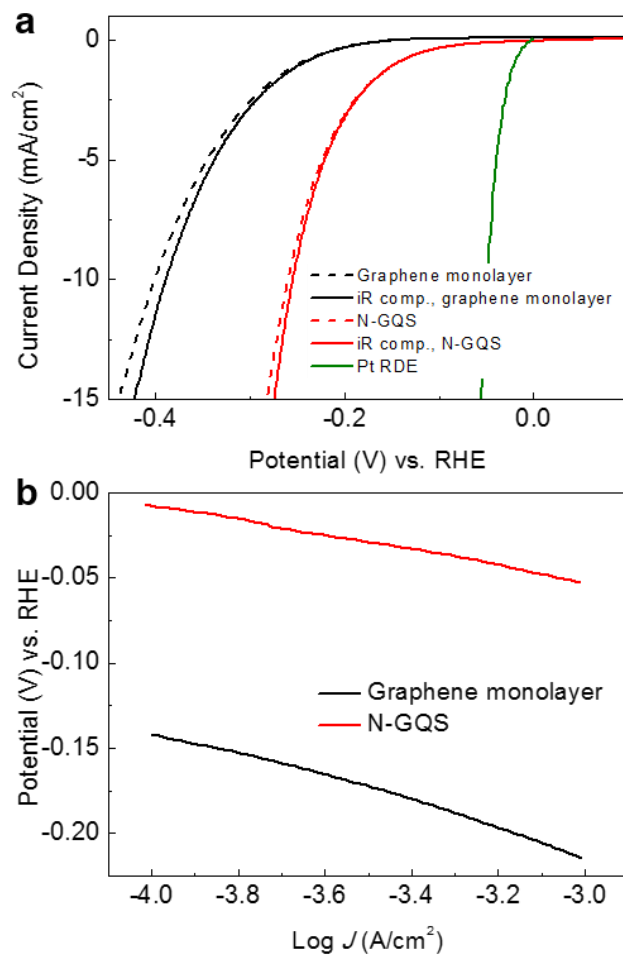 a
0
-5
-10
-15
Current Density (mA/cm²)
Graphene monolayer
iR comp., graphene monolayer
N-GQS
iR comp., N-GQS
Pt RDE
-0.4
-0.2
0.0
Potential (V) vs. RHE
b
0.00
-0.05
-0.10
-0.15
-0.20
Potential (V) vs. RHE
Graphene monolayer
N-GQS
-4.0
-3.8
-3.6
-3.4
-3.2
-3.0
Log J (A/cm²)